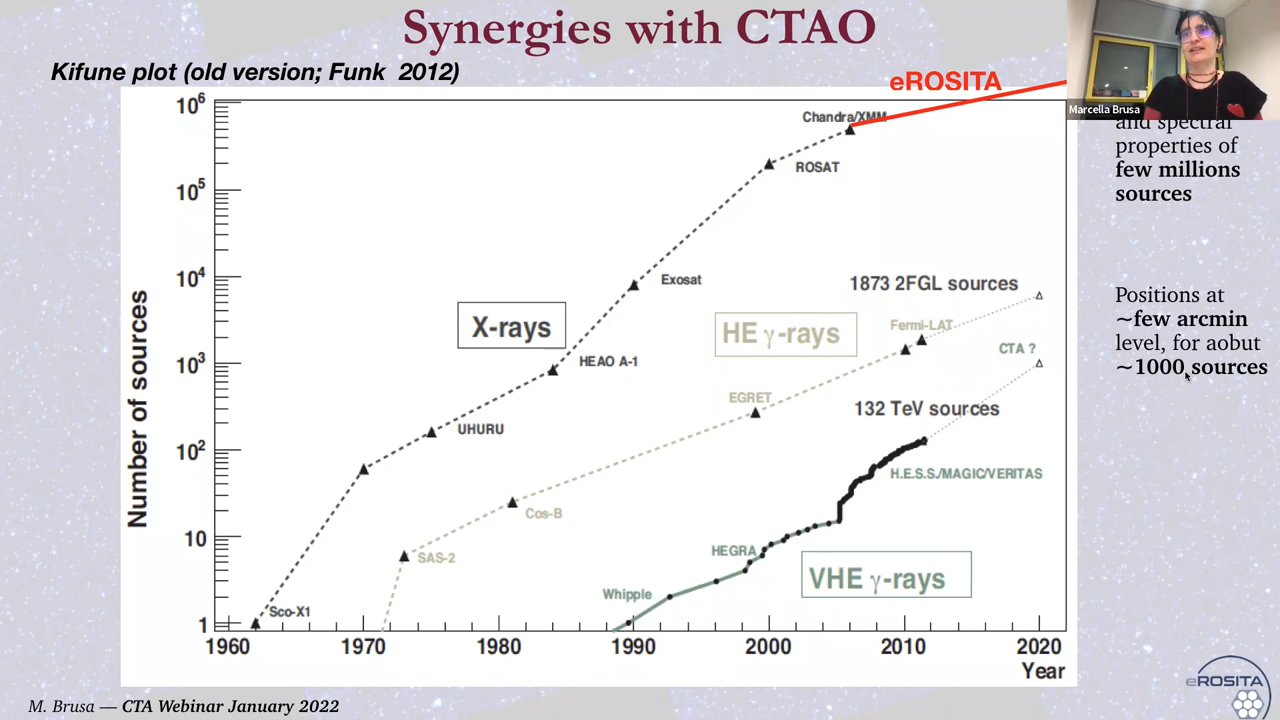 Synergies with CTAO
Kifune plot (old version; Funk 2012)
eROSITA
Marcella Brusa
and spectral
properties of
few millions
sources
Positions at
~few arcmin
level, for aobut
~1000 sources
Number of sources
10^6
10^5
10^4
10^3
10^2
10
1
Chandra/XMM
ROSAT
Exosat
1873 2FGL sources
X-rays
HE γ-rays
Fermi-LAT
CTA ?
HEAO A-1
EGRET
132 TeV sources
UHURU
H.E.S.S./MAGIC/VERITAS
Cos-B
HEGRA
SAS-2
VHE γ-rays
Whipple
Sco-X1
1960 1970 1980 1990 2000 2010 2020
Year
M. Brusa — CTA Webinar January 2022
eROSITA